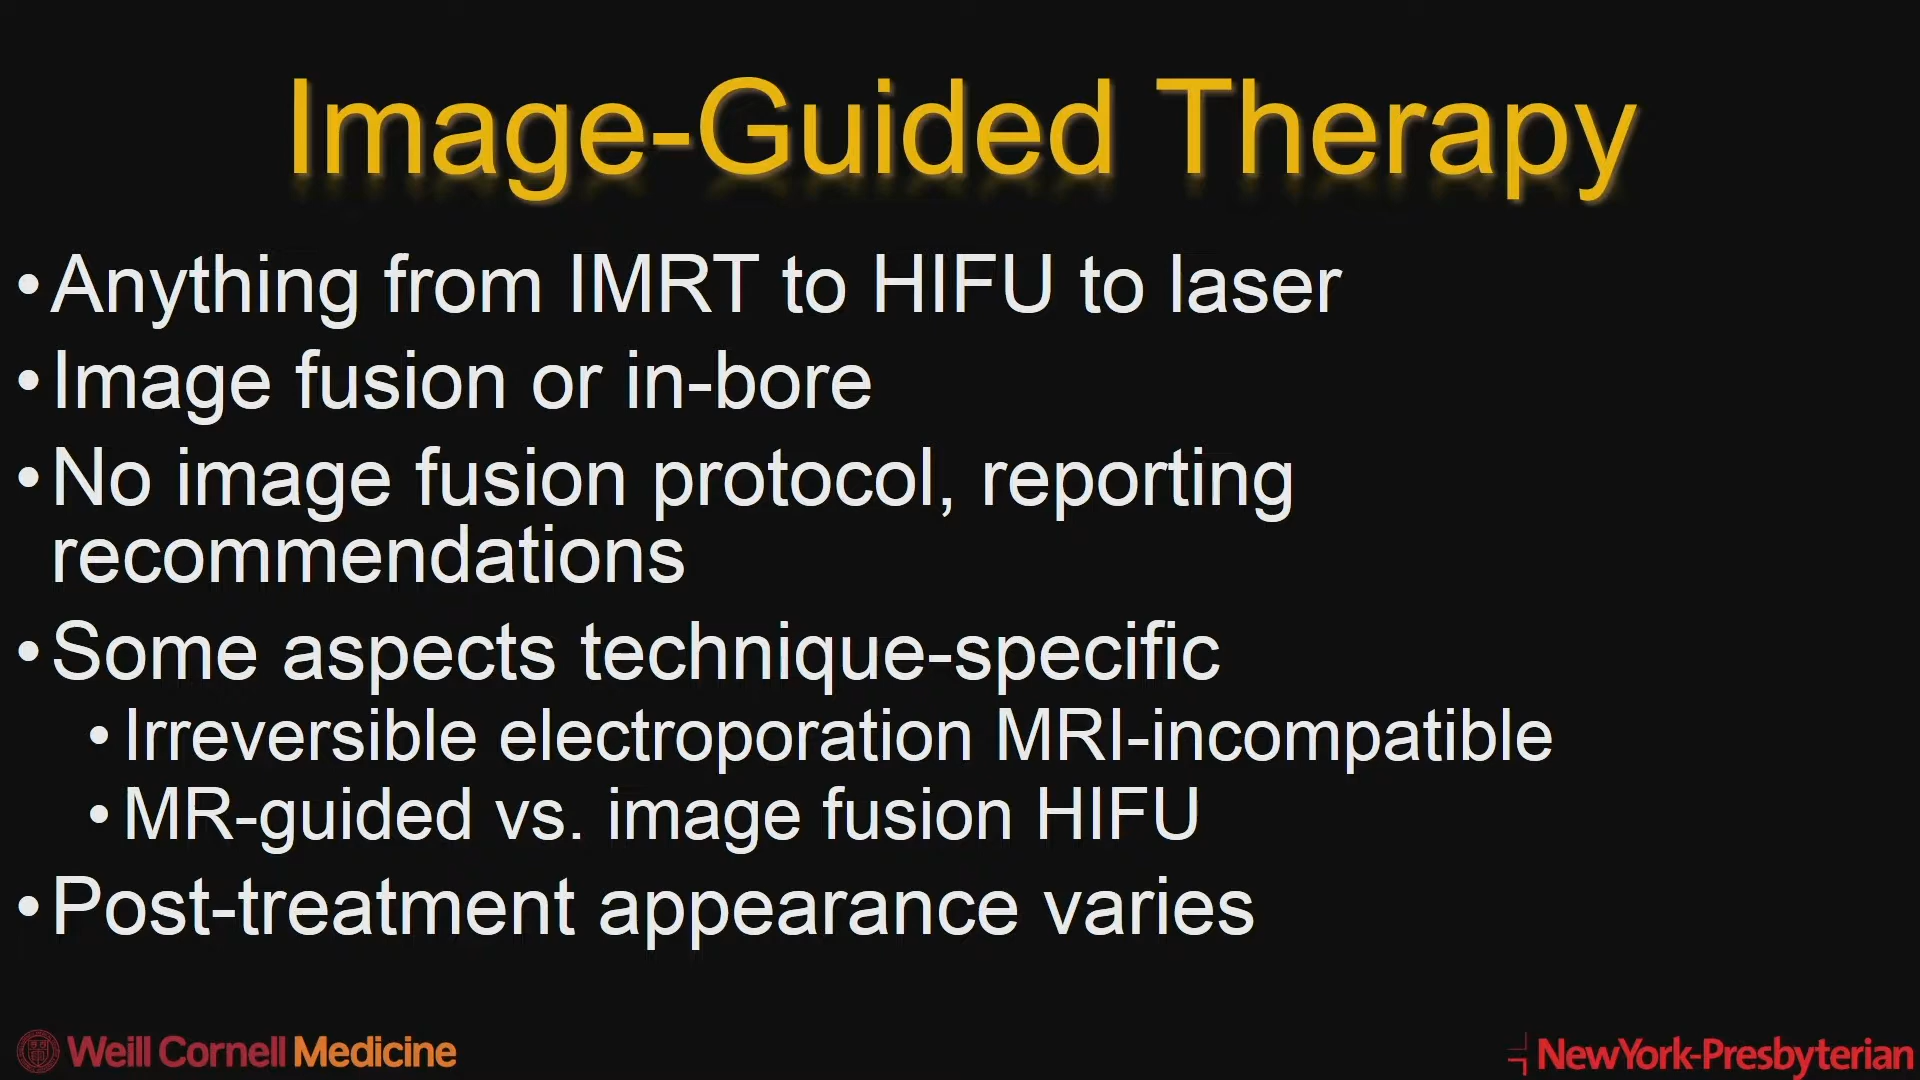 Image-Guided Therapy
•Anything from IMRT to HIFU to laser
•Image fusion or in-bore
•No image fusion protocol, reporting
recommendations
•Some aspects technique-specific
•Irreversible electroporation MRI-incompatible
•MR-guided vs. image fusion HIFU
•Post-treatment appearance varies
Weill Cornell Medicine
NewYork-Presbyterian